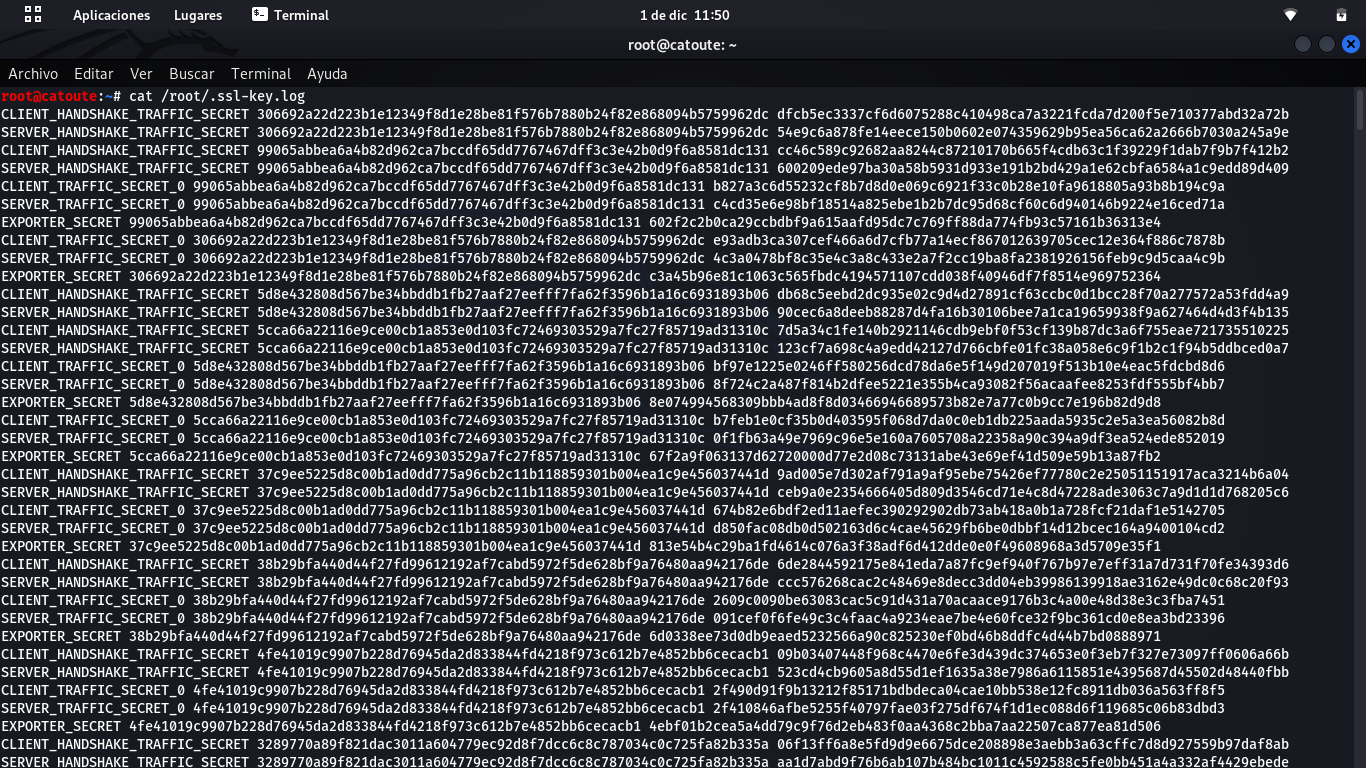 Aplicaciones Lugares Terminal 1 de dic 11:50
root@catoute: ~
Archivo Editar Ver Buscar Terminal Ayuda
root@catoute:~# cat /root/.ssl-key.log
CLIENT_HANDSHAKE_TRAFFIC_SECRET 306692a22d223b1e12349f8d1e28be81f576b7880b24f82e868094b5759962dc dfcb5ec3337cf6d6075288c410498ca7a3221fcda7d200f5e710377abd32a72b
SERVER_HANDSHAKE_TRAFFIC_SECRET 306692a22d223b1e12349f8d1e28be81f576b7880b24f82e868094b5759962dc 54e9c6a878fe14eece150b0602e074359629b95ea56ca62a2666b7030a245a9e
CLIENT_HANDSHAKE_TRAFFIC_SECRET 99065abbea6a4b82d962ca7bccdf65dd7767467dff3c3e42b0d9f6a8581dc131 cc46c589c92682aa8244c87210170b665f4cdb63c1f39229f1dab7f9b7f412b2
SERVER_HANDSHAKE_TRAFFIC_SECRET 99065abbea6a4b82d962ca7bccdf65dd7767467dff3c3e42b0d9f6a8581dc131 600209ede97ba30a58b5931d933e191b2bd429a1e62cbfa6584a1c9edd89d409
CLIENT_TRAFFIC_SECRET_0 99065abbea6a4b82d962ca7bccdf65dd7767467dff3c3e42b0d9f6a8581dc131 b827a3c6d55232cf8b7d8d0e069c6921f33c0b28e10fa9618805a93b8b194c9a
SERVER_TRAFFIC_SECRET_0 99065abbea6a4b82d962ca7bccdf65dd7767467dff3c3e42b0d9f6a8581dc131 c4cd35e6e98bf18514a825ebe1b2b7dc95d68cf60c6d940146b9224e16ced71a
EXPORTER_SECRET 99065abbea6a4b82d962ca7bccdf65dd7767467dff3c3e42b0d9f6a8581dc131 602f2c2b0ca29ccbdbf9a615aafd95dc7c769ff88da774fb93c57161b36313e4
CLIENT_TRAFFIC_SECRET_0 306692a22d223b1e12349f8d1e28be81f576b7880b24f82e868094b5759962dc e93adb3ca307cef466a6d7cfb77a14ecf867012639705cec12e364f886c7878b
SERVER_TRAFFIC_SECRET_0 306692a22d223b1e12349f8d1e28be81f576b7880b24f82e868094b5759962dc 4c3a0478bf8c35e4c3a8c433e2a7f2cc19ba8fa2381926156feb9c9d5caa4c9b
EXPORTER_SECRET 306692a22d223b1e12349f8d1e28be81f576b7880b24f82e868094b5759962dc c3a45b96e81c1063c565fbdc4194571107cdd038f40946df7f8514e969752364
CLIENT_HANDSHAKE_TRAFFIC_SECRET 5d8e432808d567be34bbddb1fb27aaf27eefff7fa62f3596b1a16c6931893b06 db68c5eebd2dc935e02c9d4d27891cf63ccbc0d1bcc28f70a277572a53fdd4a9
SERVER_HANDSHAKE_TRAFFIC_SECRET 5d8e432808d567be34bbddb1fb27aaf27eefff7fa62f3596b1a16c6931893b06 90cec6a8deeb88287d4fa16b30106bee7a1ca19659938f9a627464d4d3f4b135
CLIENT_HANDSHAKE_TRAFFIC_SECRET 5cca66a22116e9ce00cb1a853e0d103fc72469303529a7fc27f85719ad31310c 7d5a34c1fe140b2921146cdb9ebf0f53cf139b87dc3a6f755eae721735510225
SERVER_HANDSHAKE_TRAFFIC_SECRET 5cca66a22116e9ce00cb1a853e0d103fc72469303529a7fc27f85719ad31310c 123cf7a698c4a9edd42127d766cbfe01fc38a058e6c9f1b2c1f94b5ddbced0a7
CLIENT_TRAFFIC_SECRET_0 5d8e432808d567be34bbddb1fb27aaf27eefff7fa62f3596b1a16c6931893b06 bf97e1225e0246ff580256dcd78da6e5f149d207019f513b10e4eac5fdcbd8d6
SERVER_TRAFFIC_SECRET_0 5d8e432808d567be34bbddb1fb27aaf27eefff7fa62f3596b1a16c6931893b06 8f724c2a487f814b2dfee5221e355b4ca93082f56acaafee8253fdf555bf4bb7
EXPORTER_SECRET 5d8e432808d567be34bbddb1fb27aaf27eefff7fa62f3596b1a16c6931893b06 8e074994568309bbb4ad8f8d03466946689573b82e7a77c0b9cc7e196b82d9d8
CLIENT_TRAFFIC_SECRET_0 5cca66a22116e9ce00cb1a853e0d103fc72469303529a7fc27f85719ad31310c b7feb1e0cf35b0d403595f068d7da0c0eb1db225aada5935c2e5a3ea56082b8d
SERVER_TRAFFIC_SECRET_0 5cca66a22116e9ce00cb1a853e0d103fc72469303529a7fc27f85719ad31310c 0f1fb63a49e7969c96e5e160a7605708a22358a90c394a9df3ea524ede852019
EXPORTER_SECRET 5cca66a22116e9ce00cb1a853e0d103fc72469303529a7fc27f85719ad31310c 67f2a9f063137d62720000d77e2d08c73131abe43e69ef41d509e59b13a87fb2
CLIENT_HANDSHAKE_TRAFFIC_SECRET 37c9ee5225d8c00b1ad0dd775a96cb2c11b118859301b004ea1c9e456037441d 9ad005e7d302af791a9af95ebe75426ef77780c2e25051151917aca3214b6a04
SERVER_HANDSHAKE_TRAFFIC_SECRET 37c9ee5225d8c00b1ad0dd775a96cb2c11b118859301b004ea1c9e456037441d ceb9a0e2354666405d809d3546cd71e4c8d47228ade3063c7a9d1d1d768205c6
CLIENT_TRAFFIC_SECRET_0 37c9ee5225d8c00b1ad0dd775a96cb2c11b118859301b004ea1c9e456037441d 674b82e6bdf2ed11aefec390292902db73ab418a0b1a728fcf21daf1e5142705
SERVER_TRAFFIC_SECRET_0 37c9ee5225d8c00b1ad0dd775a96cb2c11b118859301b004ea1c9e456037441d d850fac08db0d502163d6c4cae45629fb6be0dbbf14d12bcec164a9400104cd2
EXPORTER_SECRET 37c9ee5225d8c00b1ad0dd775a96cb2c11b118859301b004ea1c9e456037441d 813e54b4c29ba1fd4614c076a3f38adf6d412dde0e0f49608968a3d5709e35f1
CLIENT_HANDSHAKE_TRAFFIC_SECRET 38b29bfa440d44f27fd99612192af7cabd5972f5de628bf9a76480aa942176de 6de2844592175e841eda7a87fc9ef940f767b97e7eff31a7d731f70fe34393d6
SERVER_HANDSHAKE_TRAFFIC_SECRET 38b29bfa440d44f27fd99612192af7cabd5972f5de628bf9a76480aa942176de ccc576268cac2c48469e8decc3dd04eb39986139918ae3162e49dc0c68c20f93
CLIENT_TRAFFIC_SECRET_0 38b29bfa440d44f27fd99612192af7cabd5972f5de628bf9a76480aa942176de 2609c0090be63083cac5c91d431a70acaace9176b3c4a00e48d38e3c3fba7451
SERVER_TRAFFIC_SECRET_0 38b29bfa440d44f27fd99612192af7cabd5972f5de628bf9a76480aa942176de 091cef0f6fe49c3c4faac4a9234eae7be4e60fce32f9bc361cd0e8ea3bd23396
EXPORTER_SECRET 38b29bfa440d44f27fd99612192af7cabd5972f5de628bf9a76480aa942176de 6d0338ee73d0db9eaed5232566a90c825230ef0bd46b8ddfc4d44b7bd0888971
CLIENT_HANDSHAKE_TRAFFIC_SECRET 4fe41019c9907b228d76945da2d833844fd4218f973c612b7e4852bb6cecacb1 09b03407448f968c4470e6fe3d439dc374653e0f3eb7f327e73097ff0606a66b
SERVER_HANDSHAKE_TRAFFIC_SECRET 4fe41019c9907b228d76945da2d833844fd4218f973c612b7e4852bb6cecacb1 523cd4cb9605a8d55d1ef1635a38e7986a6115851e4395687d45502d48440fbb
CLIENT_TRAFFIC_SECRET_0 4fe41019c9907b228d76945da2d833844fd4218f973c612b7e4852bb6cecacb1 2f490d91f9b13212f85171bdbdeca04cae10bb538e12fc8911db036a563ff8f5
SERVER_TRAFFIC_SECRET_0 4fe41019c9907b228d76945da2d833844fd4218f973c612b7e4852bb6cecacb1 2f410846afbe5255f40797fae03f275df674f1d1ec088d6f119685c06b83dbd3
EXPORTER_SECRET 4fe41019c9907b228d76945da2d833844fd4218f973c612b7e4852bb6cecacb1 4ebf01b2cea5a4dd79c9f76d2eb483f0aa4368c2bba7aa22507ca877ea81d506
CLIENT_HANDSHAKE_TRAFFIC_SECRET 3289770a89f821dac3011a604779ec92d8f7dcc6c8c787034c0c725fa82b335a 06f13ff6a8e5fd9d9e6675dce208898e3aebb3a63cffc7d8d927559b97daf8ab
SERVER_HANDSHAKE_TRAFFIC_SECRET 3289770a89f821dac3011a604779ec92d8f7dcc6c8c787034c0c725fa82b335a aa1d7abd9f76b6ab107b484bc1011c4592588c5fe0bb451a4a332af4429ebede